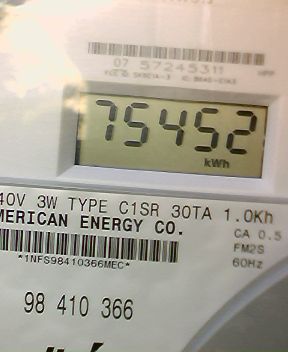 07 57245311
75452
kWh
40V 3W TYPE C1SR 30TA 1.0Kh
MERICAN ENERGY CO.
CA 0.5
FM2S
*1NFS98410366MEC*
60Hz
98 410 366